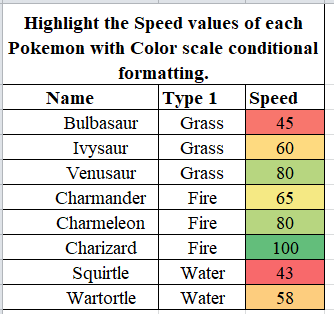 Highlight the Speed values of each
Pokemon with Color scale conditional
formatting.
Name Type 1 Speed
Bulbasaur Grass 45
Ivysaur Grass 60
Venusaur Grass 80
Charmander Fire 65
Charmeleon Fire 80
Charizard Fire 100
Squirtle Water 43
Wartortle Water 58